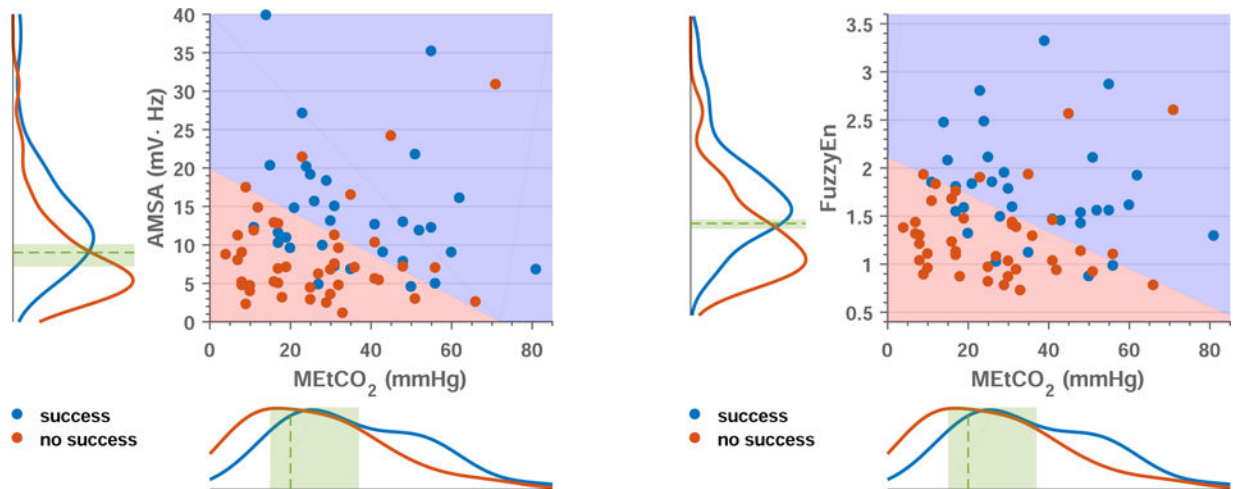 40
35
30
25
20
15
10
5
0
AMSA (mV· Hz)
0 20 40 60 80
MEtCO2 (mmHg)
success
no success
3.5
3
2.5
2
1.5
1
0.5
FuzzyEn
0 20 40 60 80
MEtCO2 (mmHg)
success
no success